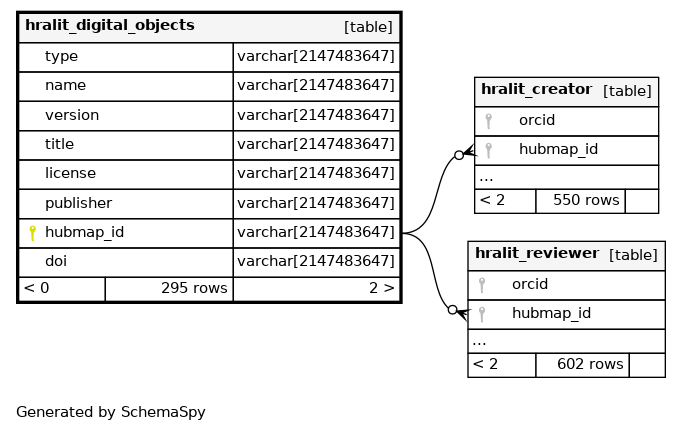 hralit_digital_objects [table]
type varchar[2147483647]
name varchar[2147483647]
version varchar[2147483647]
title varchar[2147483647]
license varchar[2147483647]
publisher varchar[2147483647]
hubmap_id varchar[2147483647]
doi varchar[2147483647]
< 0 295 rows 2 >
hralit_creator [table]
orcid
hubmap_id
...
< 2 550 rows
hralit_reviewer [table]
orcid
hubmap_id
...
< 2 602 rows
Generated by SchemaSpy